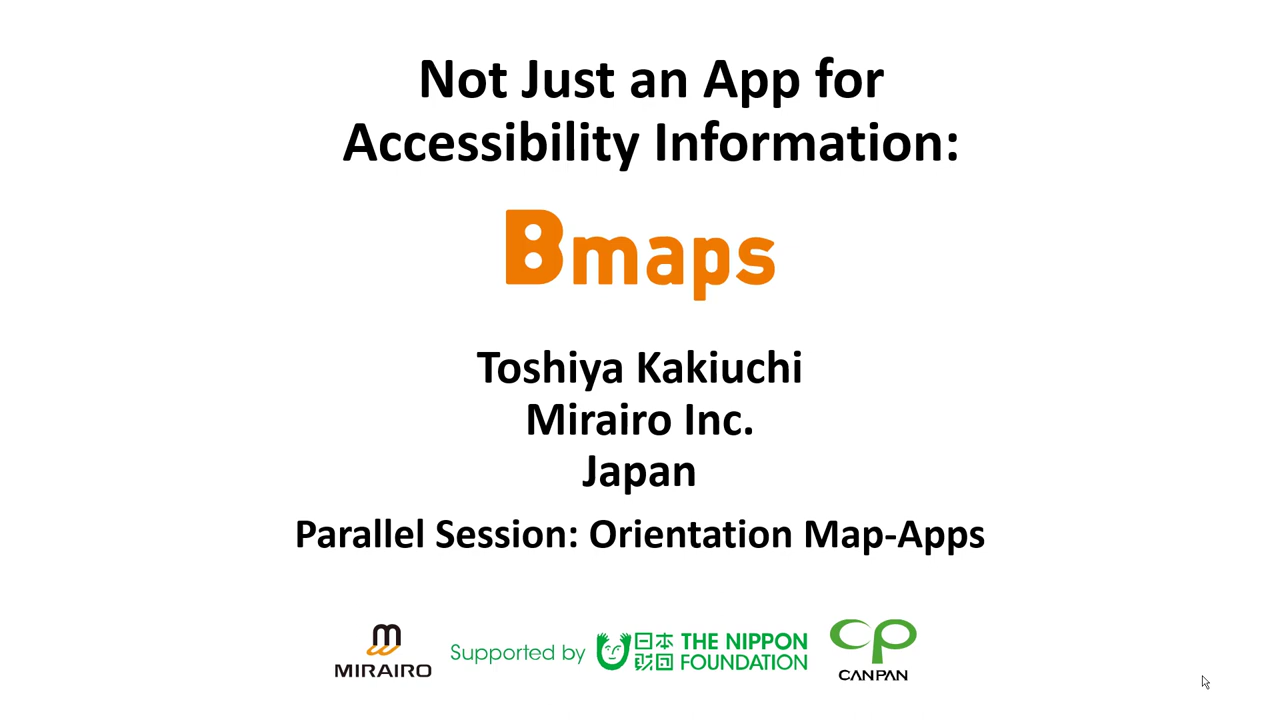 Not Just an App for
Accessibility Information:
Bmaps
Toshiya Kakiuchi
Mirairo Inc.
Japan
Parallel Session: Orientation Map-Apps
MIRAIRO
Supported by
日本
財団
THE NIPPON
FOUNDATION
CP
CANPAN